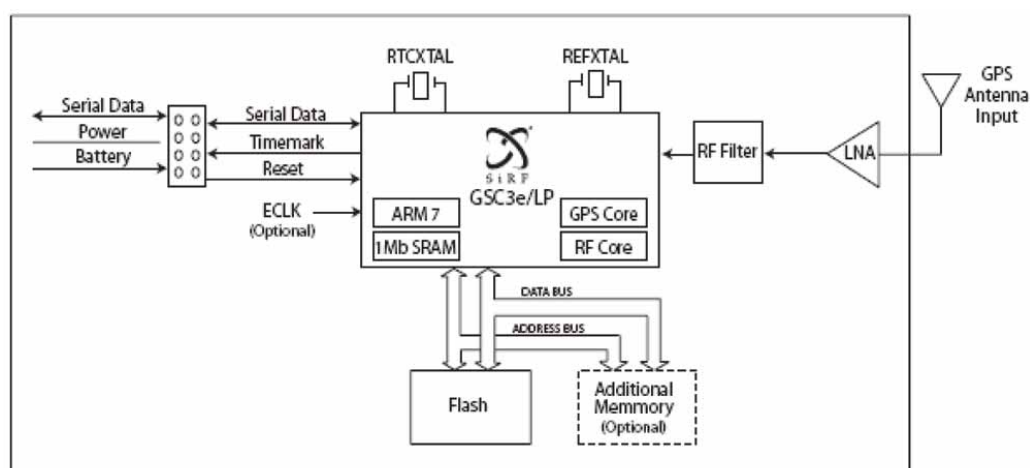 RTCXTAL
REFXTAL
GPS
Antenna
Input
Serial Data
Power
Battery
Serial Data
Timemark
Reset
ECLK
(Optional)
SiRF
GSC3e/LP
ARM 7
GPS Core
1Mb SRAM
RF Core
RF Filter
LNA
DATA BUS
ADDRESS BUS
Flash
Additional
Memmory
(Optional)